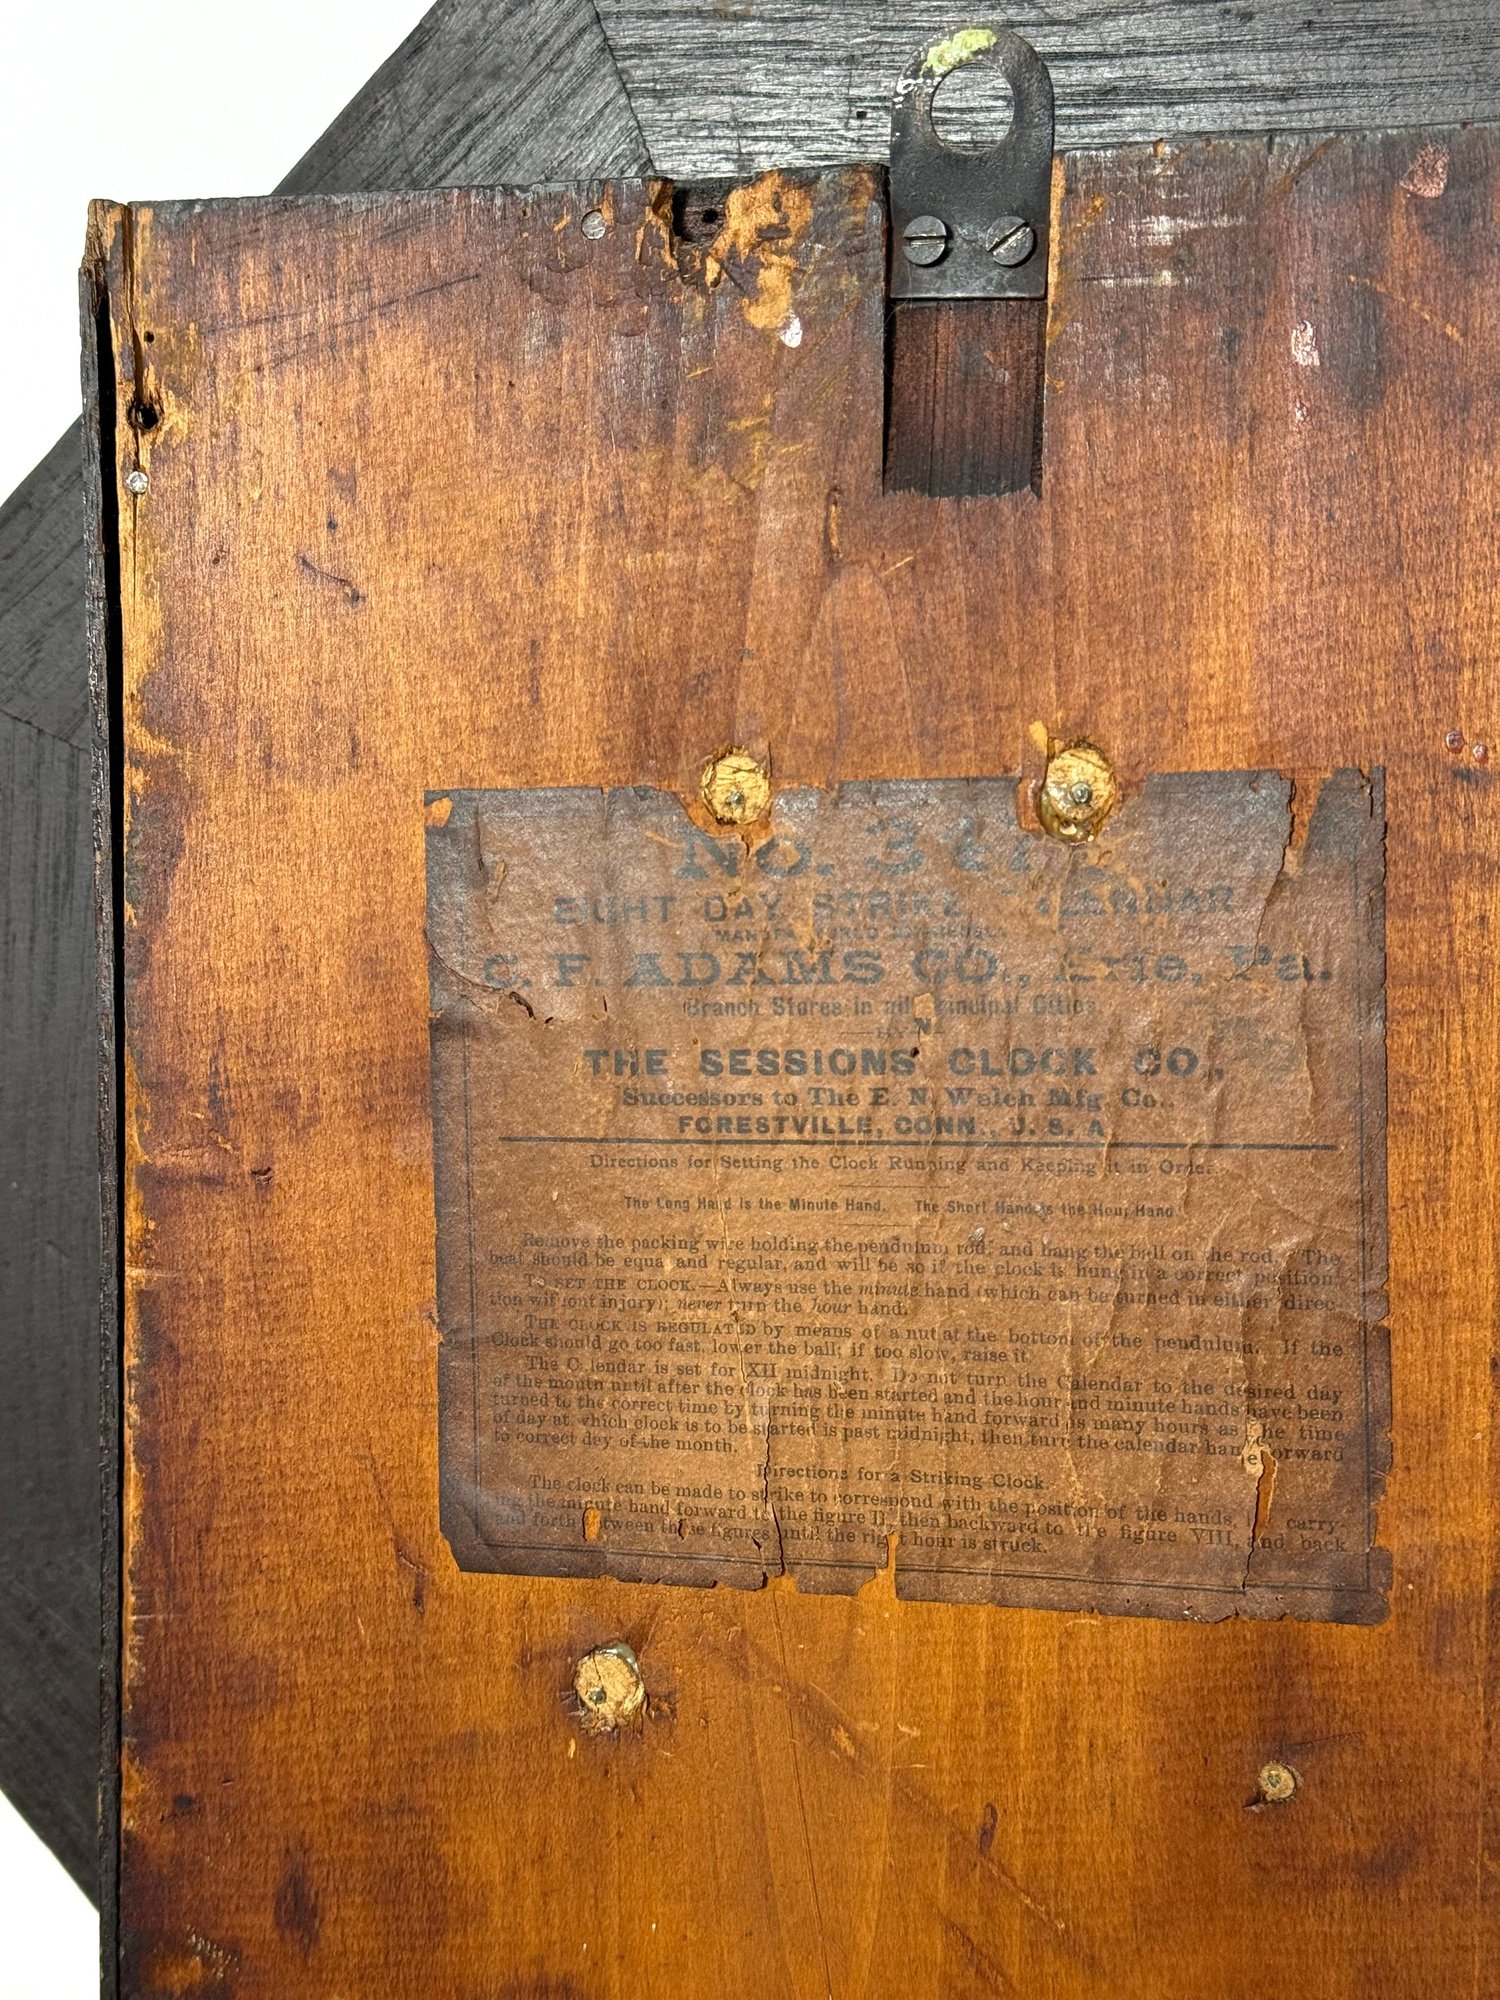 No. 3
EIGHT DAY STRIKE CALENDAR
MANUFACTURED
C. F. ADAMS CO., Erie, Pa.
Branch Stores in all Principal Cities
—BY—
THE SESSIONS CLOCK CO.,
Successors to The E. N. Welch Mfg. Co.,
FORESTVILLE, CONN., U. S. A.
Directions for Setting the Clock Running and Keeping it in Order.
The Long Hand is the Minute Hand. The Short Hand is the Hour Hand
Remove the packing wire holding the pendulum rod, and hang the ball on the rod. The
beat should be equal and regular, and will be so if the clock is hung in a correct position.
To SET THE CLOCK.—Always use the minute hand (which can be turned in either direc-
tion without injury); never turn the hour hand.
THE CLOCK IS REGULATED by means of a nut at the bottom of the pendulum. If the
Clock should go too fast, lower the ball; if too slow, raise it
The Calendar is set for XII midnight. Do not turn the Calendar to the desired day
of the month until after the clock has been started and the hour and minute hands have been
turned to the correct time by turning the minute hand forward as many hours as the time
of day at which clock is to be started is past midnight, then turn the calendar hand forward
to correct day of the month.
Directions for a Striking Clock.
The clock can be made to strike to correspond with the position of the hands, carry-
ing the minute hand forward to the figure II, then backward to the figure VIII, and back
and forth between these figures until the right hour is struck.